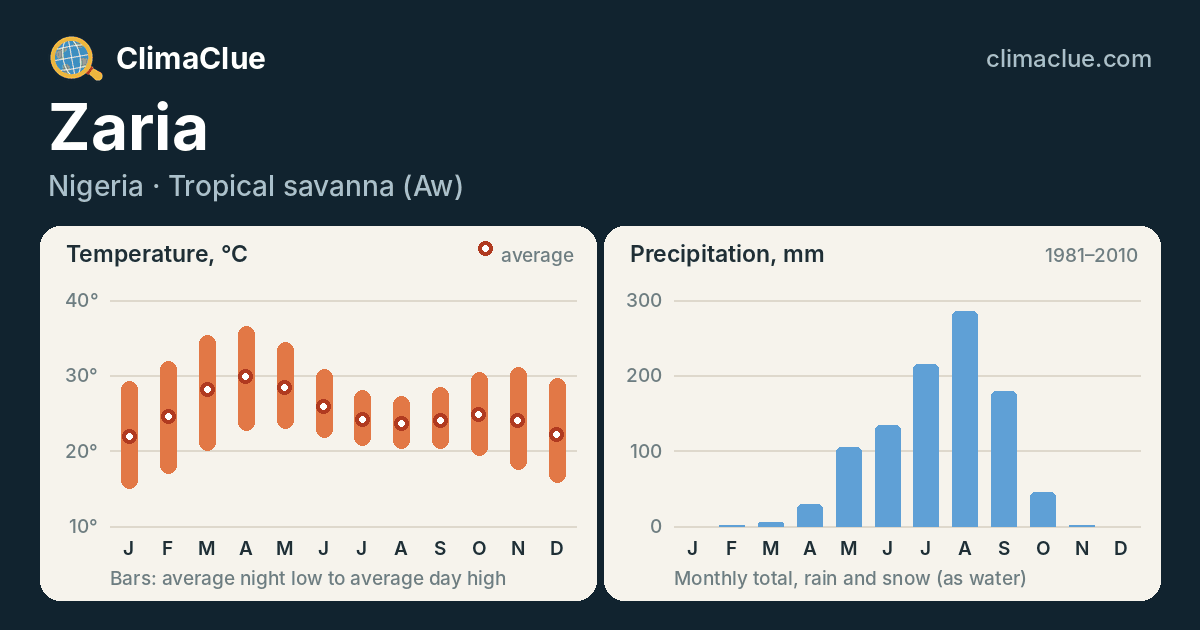 ClimaClue
climaclue.com
Zaria
Nigeria · Tropical savanna (Aw)
Temperature, °C
average
40°
30°
20°
10°
J F M A M J J A S O N D
Bars: average night low to average day high
Precipitation, mm
1981–2010
300
200
100
0
J F M A M J J A S O N D
Monthly total, rain and snow (as water)